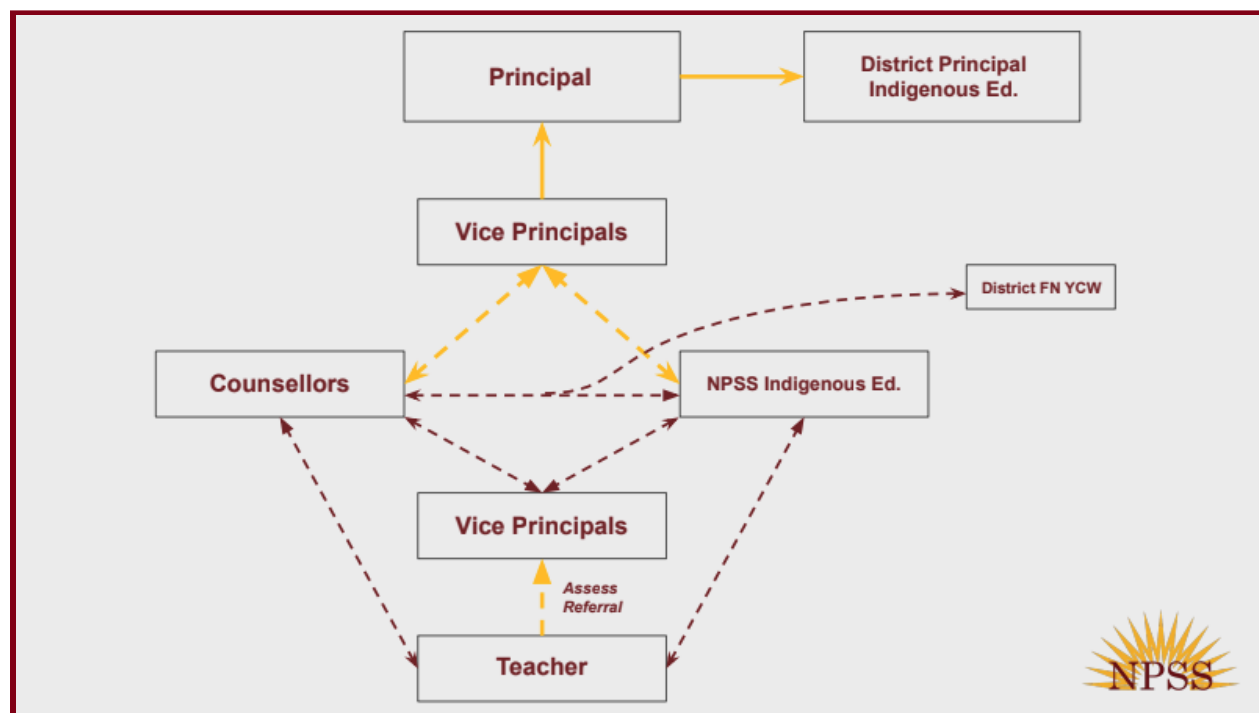 Principal
District Principal
Indigenous Ed.
Vice Principals
District FN YCW
Counsellors
NPSS Indigenous Ed.
Vice Principals
Assess
Referral
Teacher
NPSS